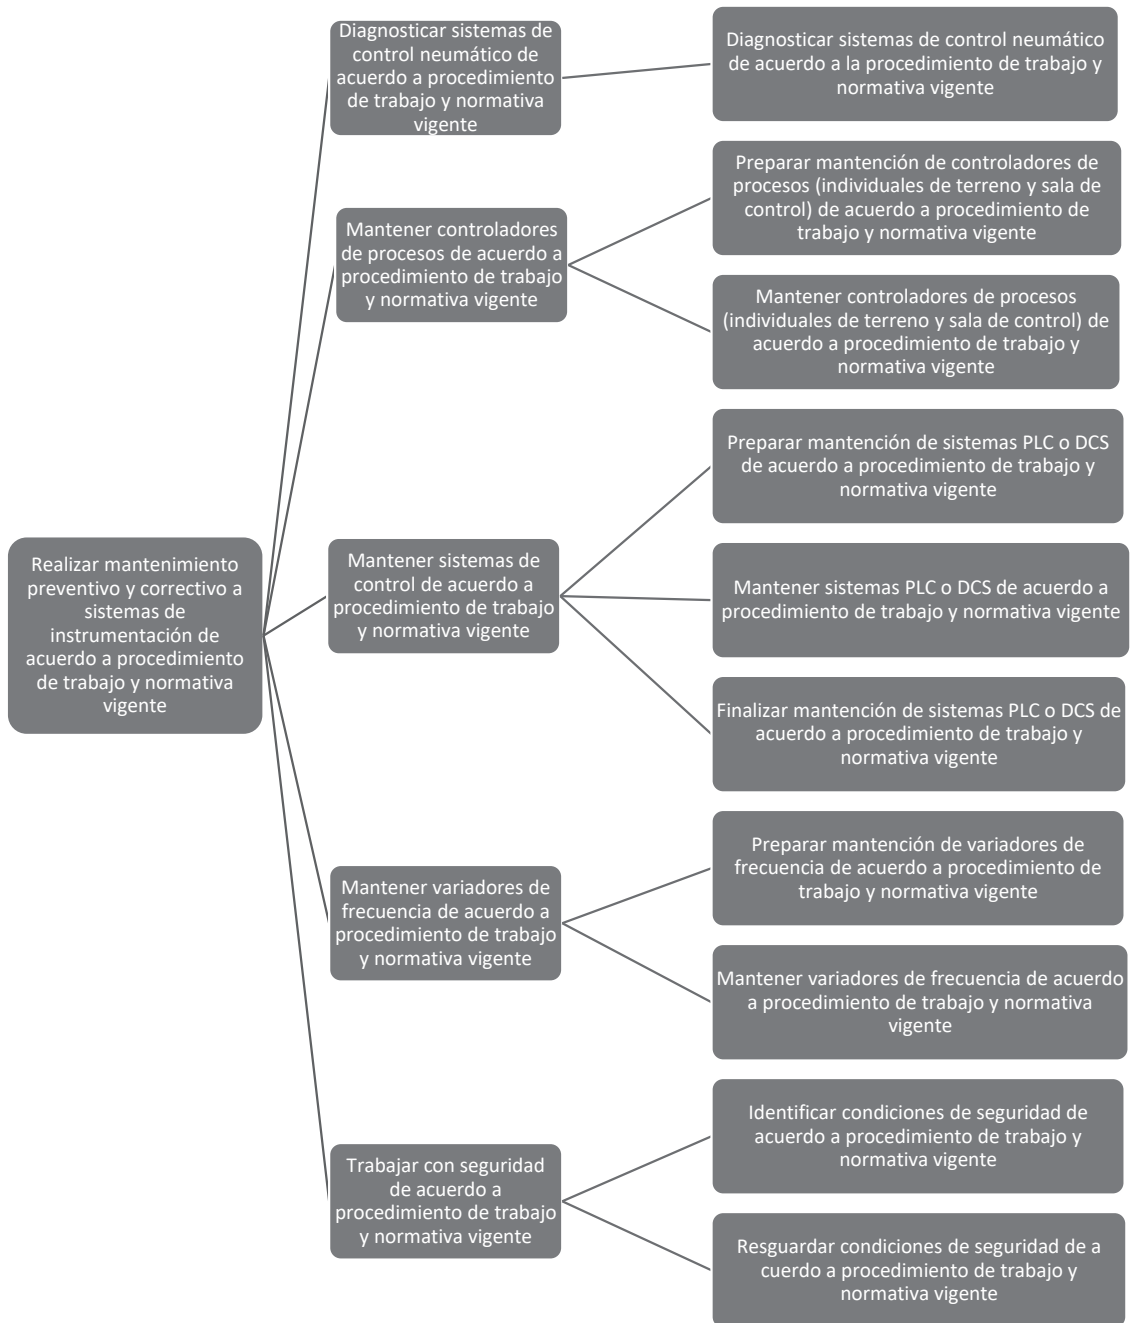 Realizar mantenimiento
preventivo y correctivo a
sistemas de
instrumentación de
acuerdo a procedimiento
de trabajo y normativa
vigente
Diagnosticar sistemas de
control neumático de
acuerdo a procedimiento
de trabajo y normativa
vigente
Diagnosticar sistemas de control neumático
de acuerdo a la procedimiento de trabajo y
normativa vigente
Mantener controladores
de procesos de acuerdo a
procedimiento de trabajo
y normativa vigente
Preparar mantención de controladores de
procesos (individuales de terreno y sala de
control) de acuerdo a procedimiento de
trabajo y normativa vigente
Mantener controladores de procesos
(individuales de terreno y sala de control) de
acuerdo a procedimiento de trabajo y
normativa vigente
Mantener sistemas de
control de acuerdo a
procedimiento de trabajo
y normativa vigente
Preparar mantención de sistemas PLC o DCS
de acuerdo a procedimiento de trabajo y
normativa vigente
Mantener sistemas PLC o DCS de acuerdo a
procedimiento de trabajo y normativa vigente
Finalizar mantención de sistemas PLC o DCS de
acuerdo a procedimiento de trabajo y
normativa vigente
Mantener variadores de
frecuencia de acuerdo a
procedimiento de trabajo
y normativa vigente
Preparar mantención de variadores de
frecuencia de acuerdo a procedimiento de
trabajo y normativa vigente
Mantener variadores de frecuencia de acuerdo
a procedimiento de trabajo y normativa
vigente
Trabajar con seguridad
de acuerdo a
procedimiento de trabajo
y normativa vigente
Identificar condiciones de seguridad de
acuerdo a procedimiento de trabajo y
normativa vigente
Resguardar condiciones de seguridad de a
cuerdo a procedimiento de trabajo y
normativa vigente